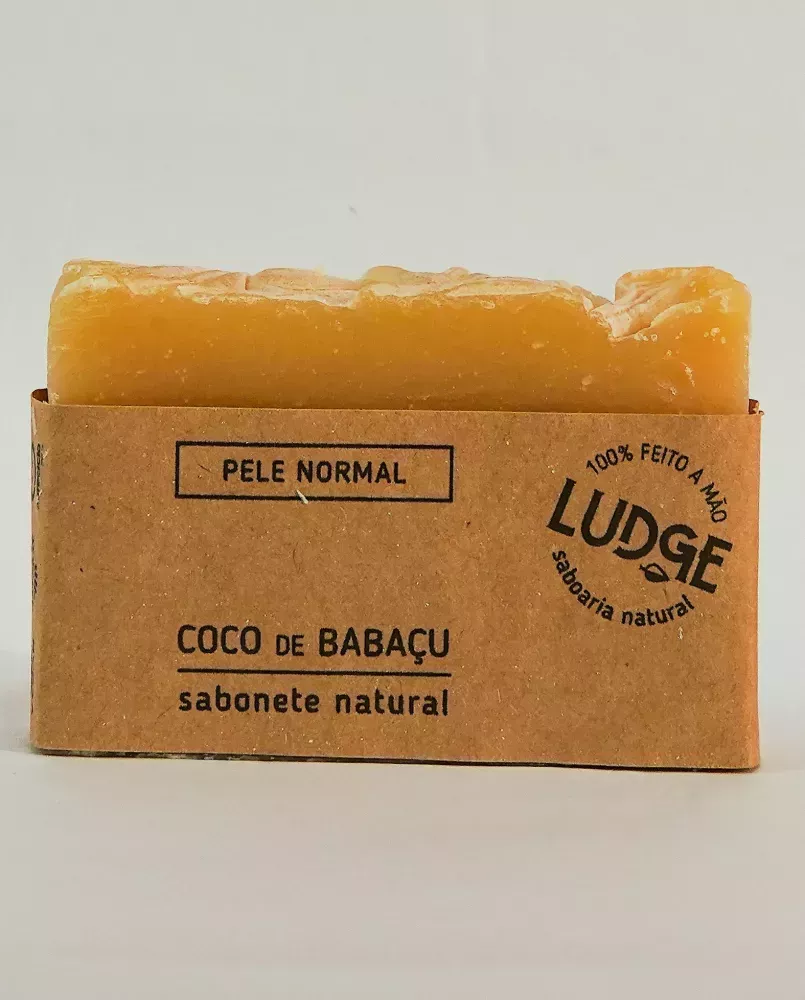 PELE NORMAL
100% FEITO A MÃO
LUDGE
saboaria natural
COCO DE BABAÇU
sabonete natural